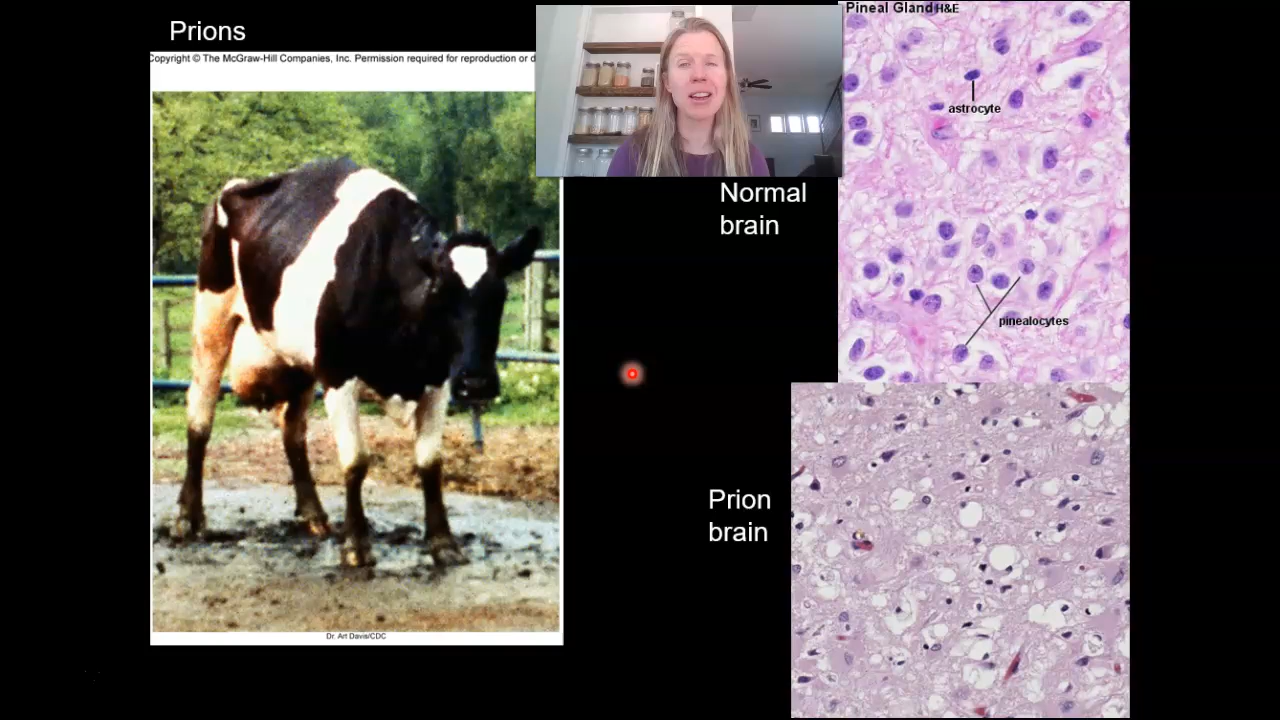 Prions
Copyright © The McGraw-Hill Companies, Inc. Permission required for reproduction or d
Pineal Gland H&E
astrocyte
Normal
brain
pinealocytes
Prion
brain
Dr. Art Davis/CDC